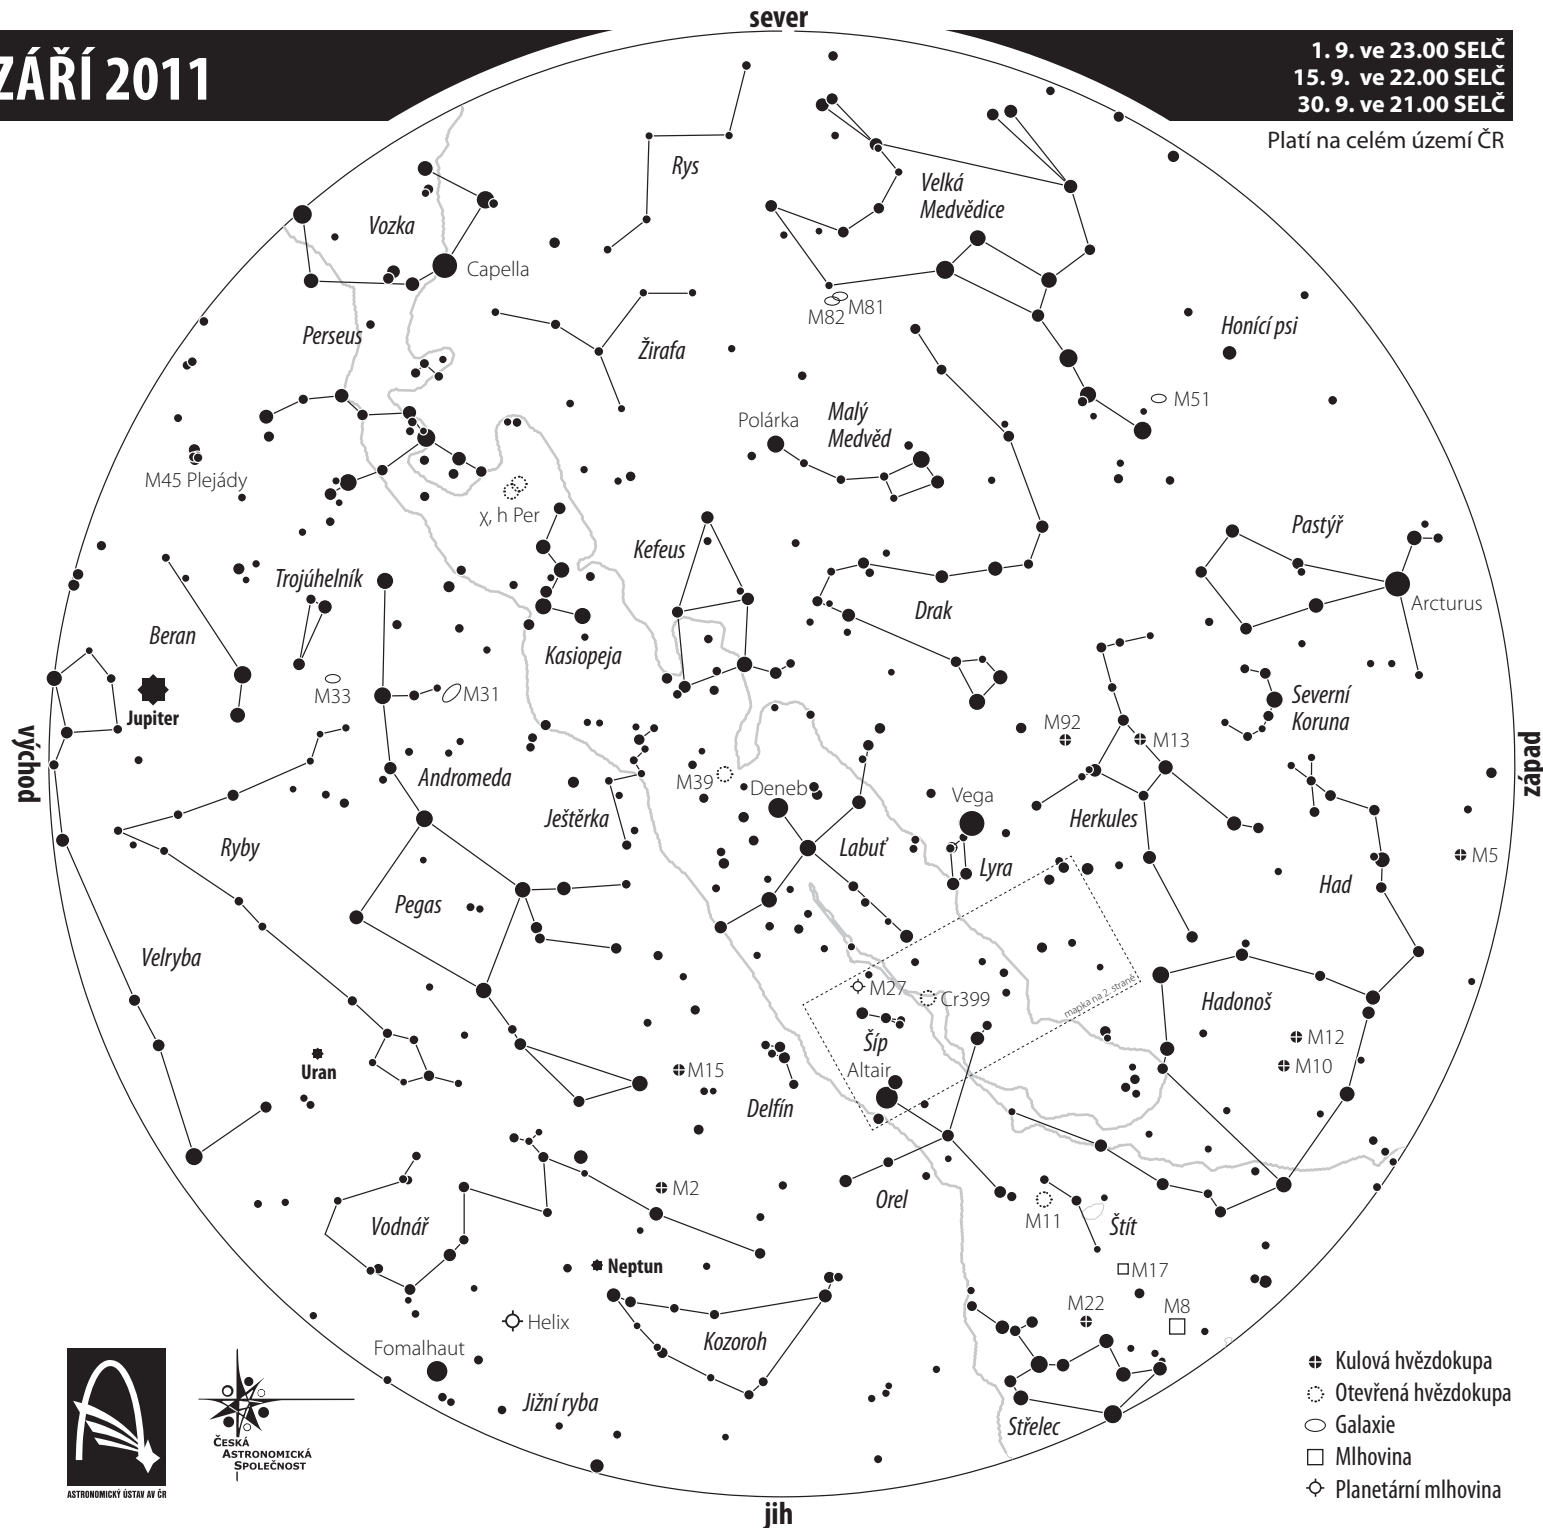 sever
ZÁŘÍ 2011
1. 9. ve 23.00 SELČ
15. 9. ve 22.00 SELČ
30. 9. ve 21.00 SELČ
Platí na celém území ČR
Rys
Velká
Medvědice
Vozka
Capella
M82
M81
Perseus
Žirafa
Honící psi
M51
Polárka
Malý
Medvěd
M45 Plejády
χ, h Per
Kefeus
Pastýř
Trojúhelník
Drak
Arcturus
Beran
Kasiopeja
M33
M31
Jupiter
M92
M13
Severní
Koruna
východ
západ
Andromeda
M39
Deneb
Vega
Ještěrka
Labuť
Herkules
Ryby
Lyra
M5
Had
Pegas
Velryba
M27
Cr399
mapka na 2. straně
Hadonoš
Šíp
M12
Uran
M15
Altair
M10
Delfín
M2
Orel
Vodnář
M11
Štít
Neptun
M17
M22
M8
Helix
Kozoroh
Fomalhaut
Jižní ryba
Střelec
Kulová hvězdokupa
Otevřená hvězdokupa
Galaxie
Mlhovina
Planetární mlhovina
ČESKÁ
ASTRONOMICKÁ
SPOLEČNOST
ASTRONOMICKÝ ÚSTAV AV ČR
jih